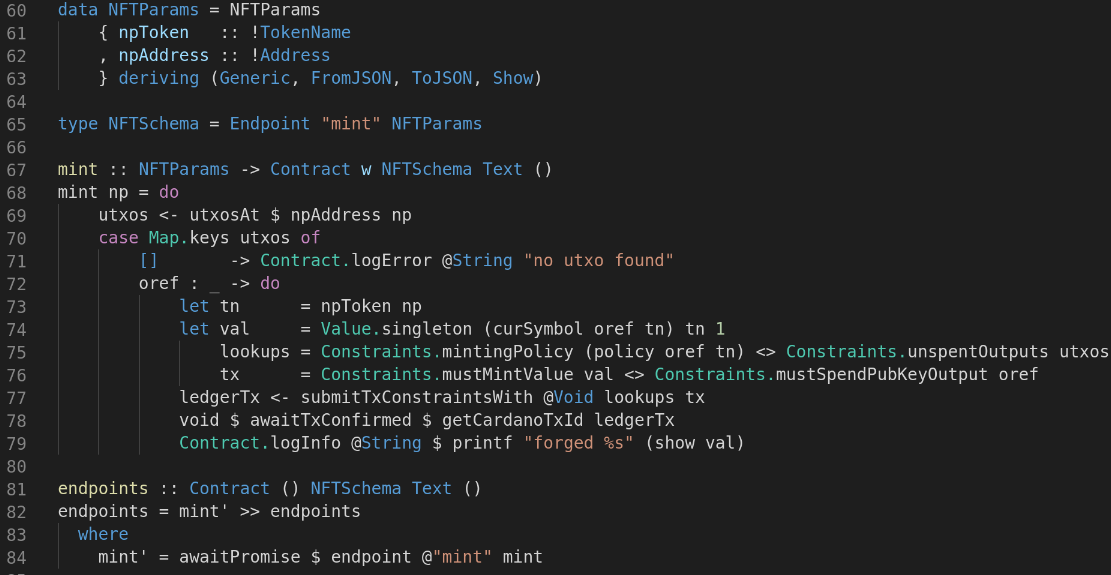 60 data NFTParams = NFTParams
61     { npToken   :: !TokenName
62     , npAddress :: !Address
63     } deriving (Generic, FromJSON, ToJSON, Show)
64
65 type NFTSchema = Endpoint "mint" NFTParams
66
67 mint :: NFTParams -> Contract w NFTSchema Text ()
68 mint np = do
69     utxos <- utxosAt $ npAddress np
70     case Map.keys utxos of
71         []       -> Contract.logError @String "no utxo found"
72         oref : _ -> do
73             let tn      = npToken np
74             let val     = Value.singleton (curSymbol oref tn) tn 1
75                 lookups = Constraints.mintingPolicy (policy oref tn) <> Constraints.unspentOutputs utxos
76                 tx      = Constraints.mustMintValue val <> Constraints.mustSpendPubKeyOutput oref
77             ledgerTx <- submitTxConstraintsWith @Void lookups tx
78             void $ awaitTxConfirmed $ getCardanoTxId ledgerTx
79             Contract.logInfo @String $ printf "forged %s" (show val)
80
81 endpoints :: Contract () NFTSchema Text ()
82 endpoints = mint' >> endpoints
83   where
84     mint' = awaitPromise $ endpoint @"mint" mint